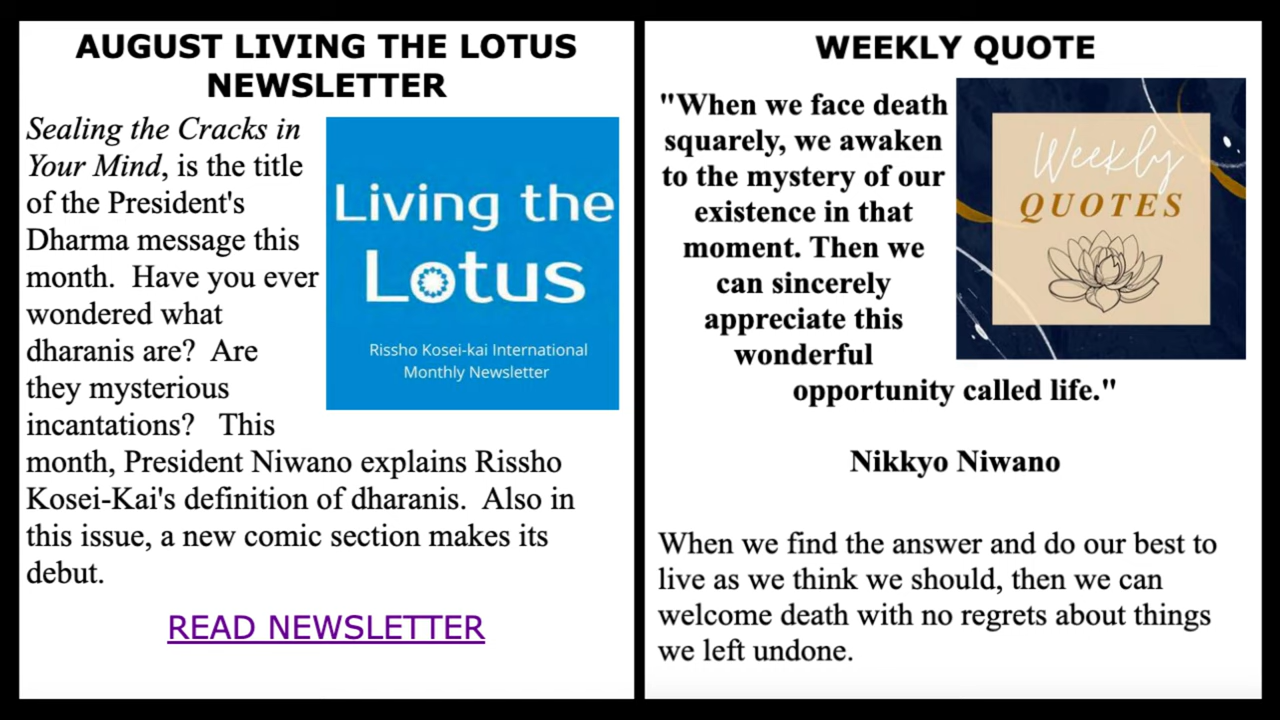 AUGUST LIVING THE LOTUS
NEWSLETTER
Sealing the Cracks in
Your Mind, is the title
of the President's
Dharma message this
month.  Have you ever
wondered what
dharanis are?  Are
they mysterious
incantations?   This
month, President Niwano explains Rissho
Kosei-Kai's definition of dharanis.  Also in
this issue, a new comic section makes its
debut.
Living the
Lotus
Rissho Kosei-kai International
Monthly Newsletter
READ NEWSLETTER
WEEKLY QUOTE
"When we face death
squarely, we awaken
to the mystery of our
existence in that
moment. Then we
can sincerely
appreciate this
wonderful
opportunity called life."
Weekly
QUOTES
Nikkyo Niwano
When we find the answer and do our best to
live as we think we should, then we can
welcome death with no regrets about things
we left undone.